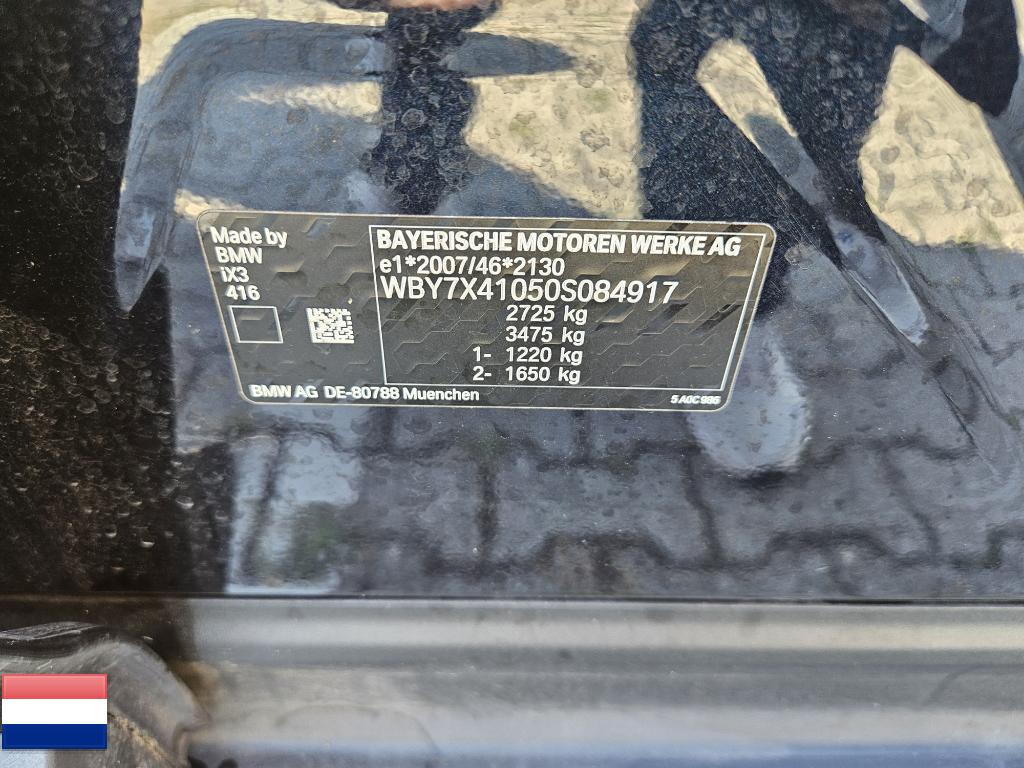 Made by
BMW
iX3
416
BAYERISCHE MOTOREN WERKE AG
e1*2007/46*2130
WBY7X41050S084917
2725 kg
3475 kg
1- 1220 kg
2- 1650 kg
BMW AG DE-80788 Muenchen
5 A0C 985